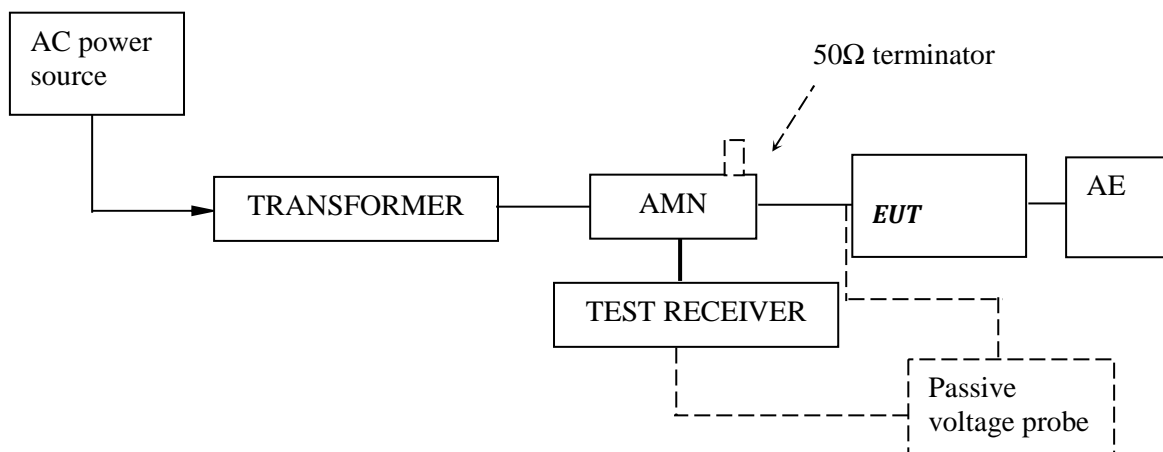 AC power
source
50Ω terminator
TRANSFORMER
AMN
EUT
AE
TEST RECEIVER
Passive
voltage probe